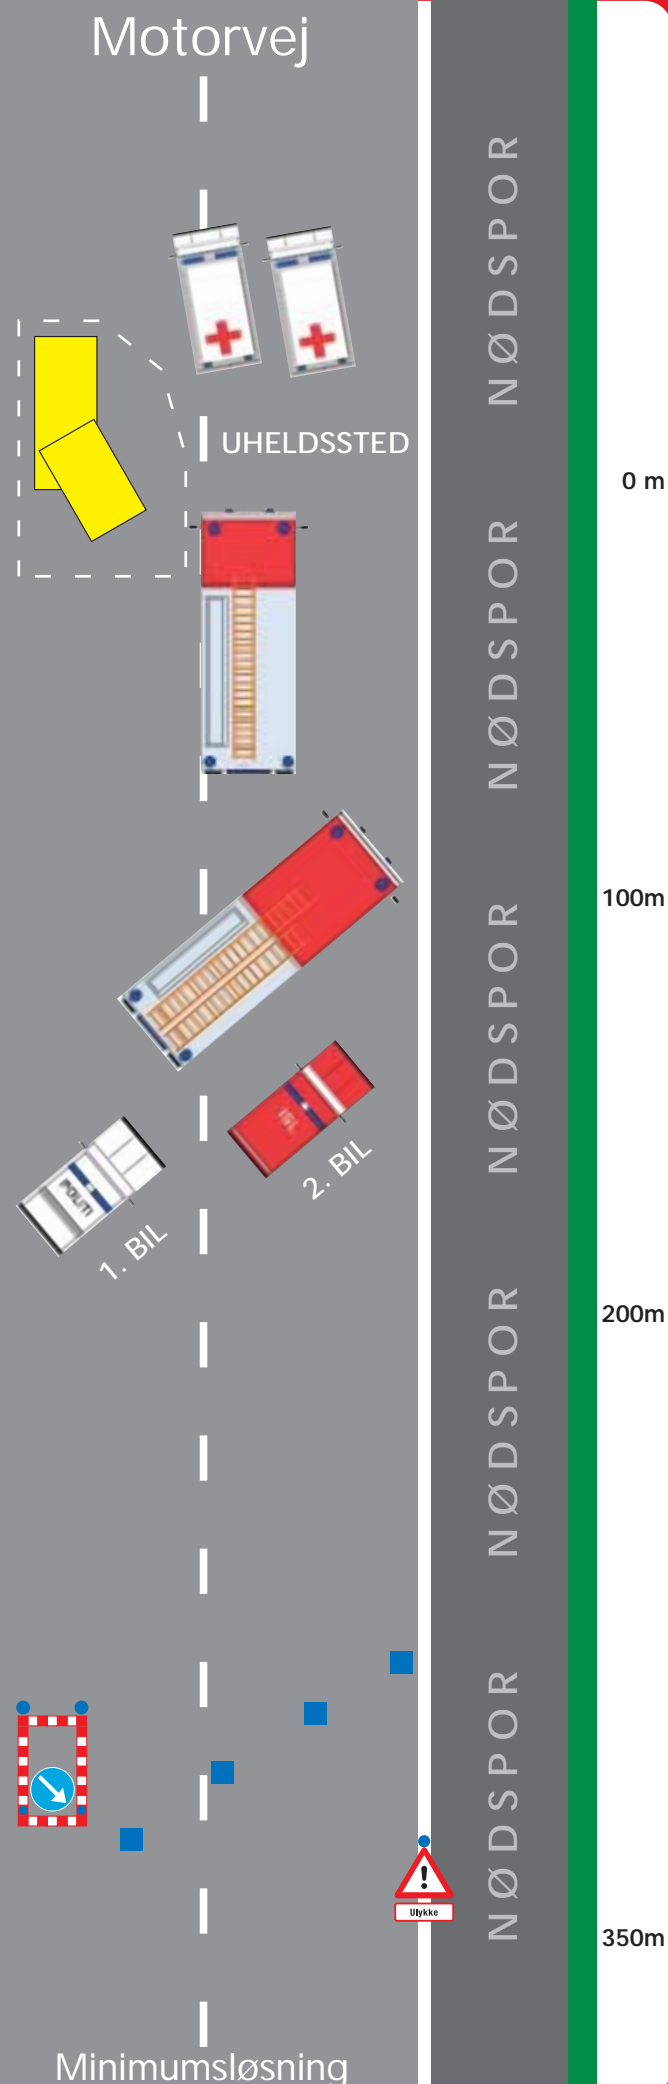 Motorvej
NØDSPOR
UHELDSSTED
0 m
NØDSPOR
100m
NØDSPOR
2. BIL
POLITI
1. BIL
200m
NØDSPOR
NØDSPOR
Ulykke
350m
Minimumsløsning